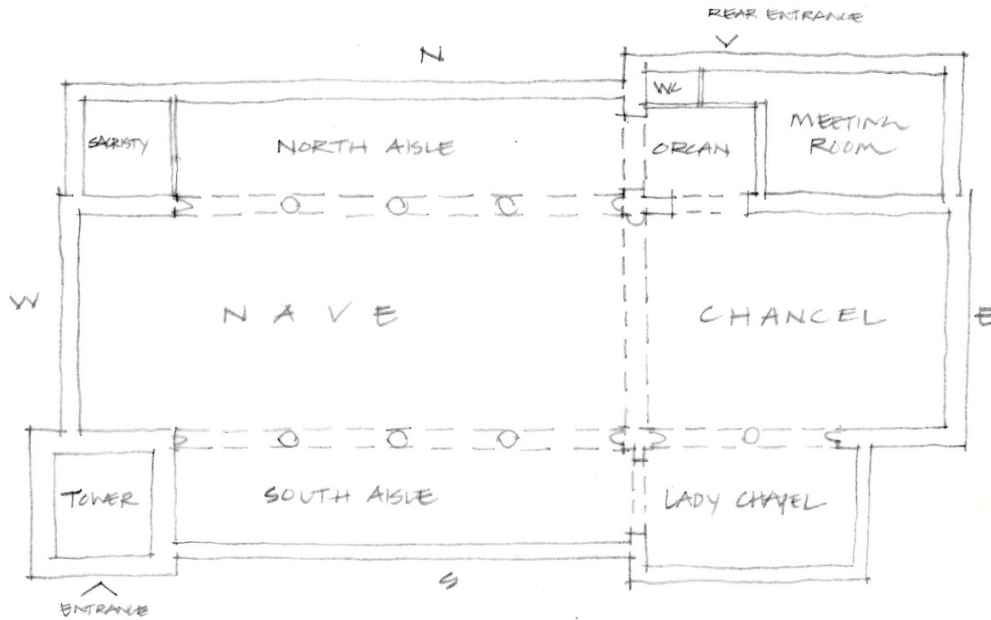 REAR ENTRANCE
N
WC
SACRISTY
NORTH AISLE
ORGAN
MEETING
ROOM
W
NAVE
CHANCEL
E
TOWER
SOUTH AISLE
LADY CHAPEL
S
ENTRANCE